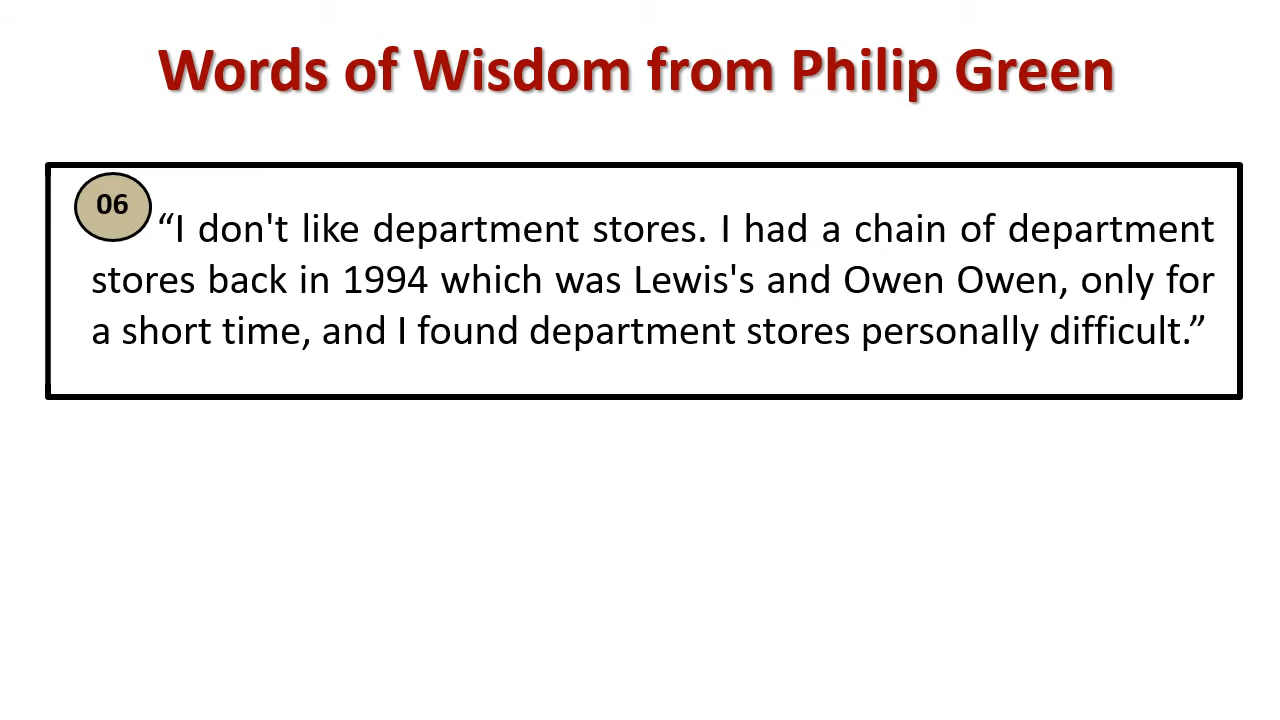 Words of Wisdom from Philip Green
06
“I don't like department stores. I had a chain of department
stores back in 1994 which was Lewis's and Owen Owen, only for
a short time, and I found department stores personally difficult.”